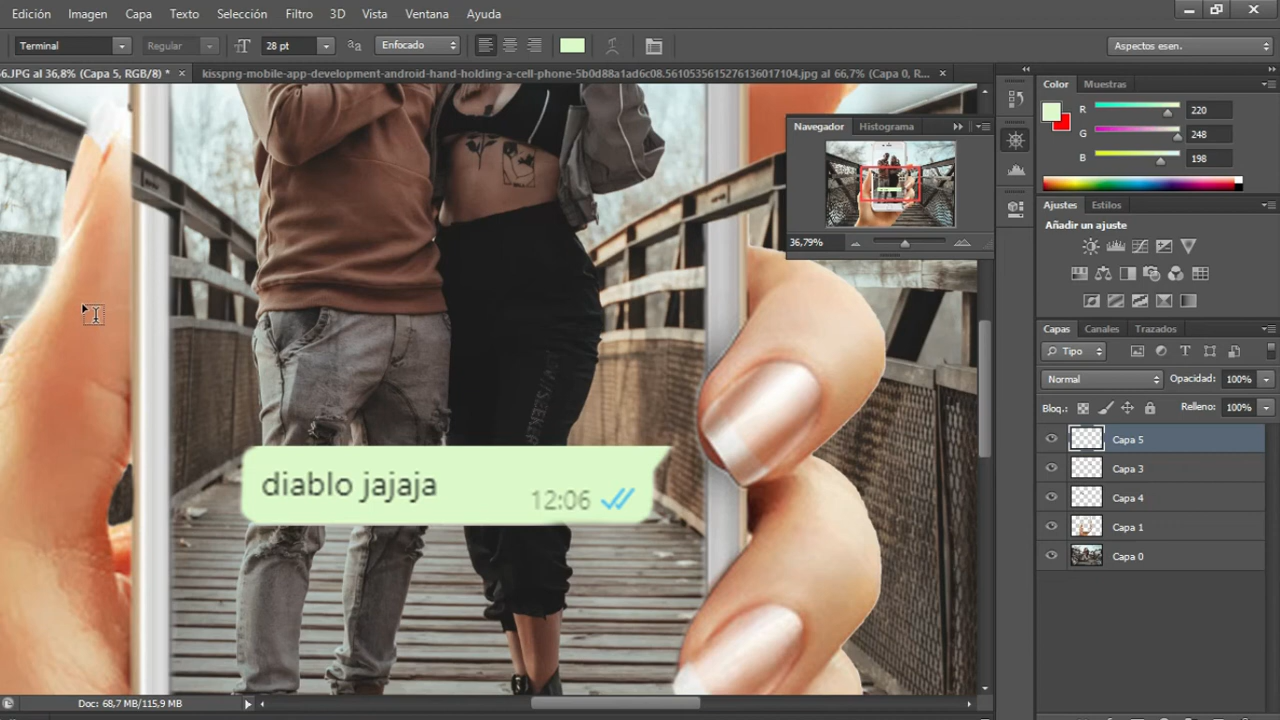 Edición Imagen Capa Texto Selección Filtro 3D Vista Ventana Ayuda
Terminal Regular 28 pt Enfocado Aspectos esen.
6.JPG al 36,8% (Capa 5, RGB/8) * × kisspng-mobile-app-development-android-hand-holding-a-cell-phone-5b0d88a1ad6c08.5610535615276136017104.jpg al 66,7% (Capa 0, R... ×
Color Muestras
R 220
G 248
B 198
Navegador Histograma
36,79%
Ajustes Estilos
Añadir un ajuste
Capas Canales Trazados
Tipo
Normal Opacidad: 100%
Bloq.: Relleno: 100%
Capa 5
Capa 3
Capa 4
Capa 1
Capa 0
diablo jajaja
12:06
Doc: 68,7 MB/115,9 MB